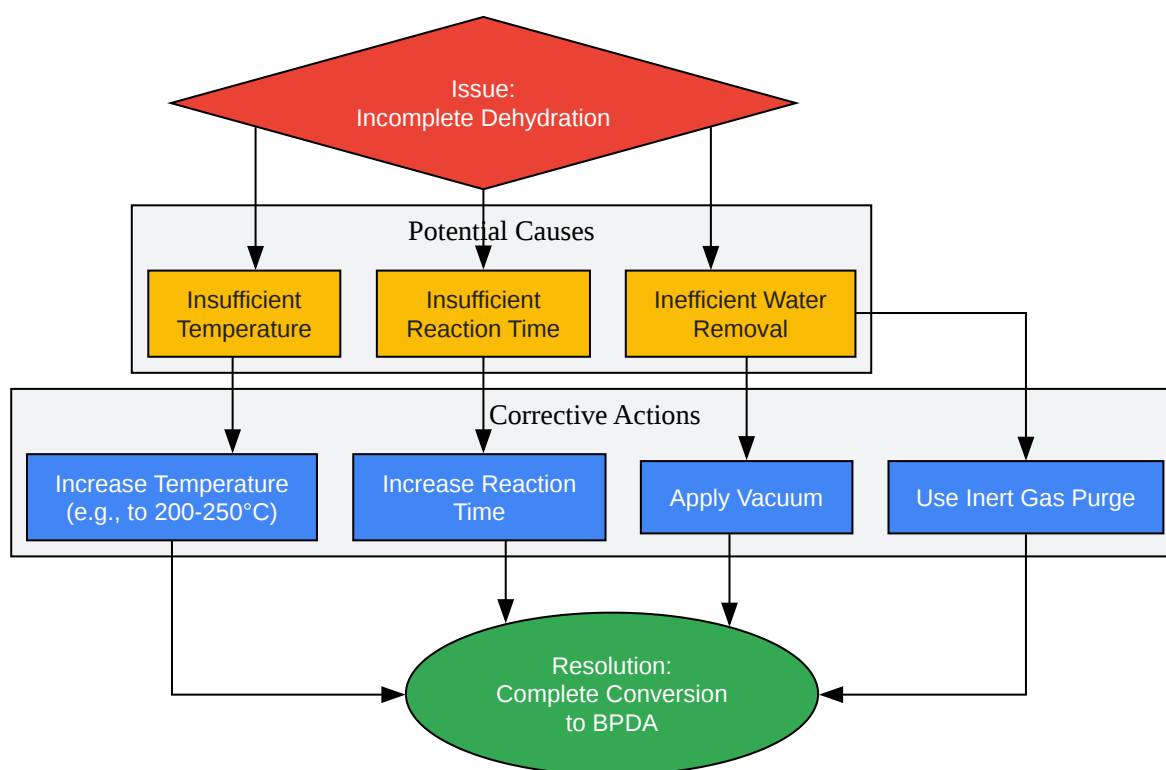 Issue:
Incomplete Dehydration
Potential Causes
Insufficient
Temperature
Insufficient
Reaction Time
Inefficient Water
Removal
Corrective Actions
Increase Temperature
(e.g., to 200-250°C)
Increase Reaction
Time
Apply Vacuum
Use Inert Gas Purge
Resolution:
Complete Conversion
to BPDA